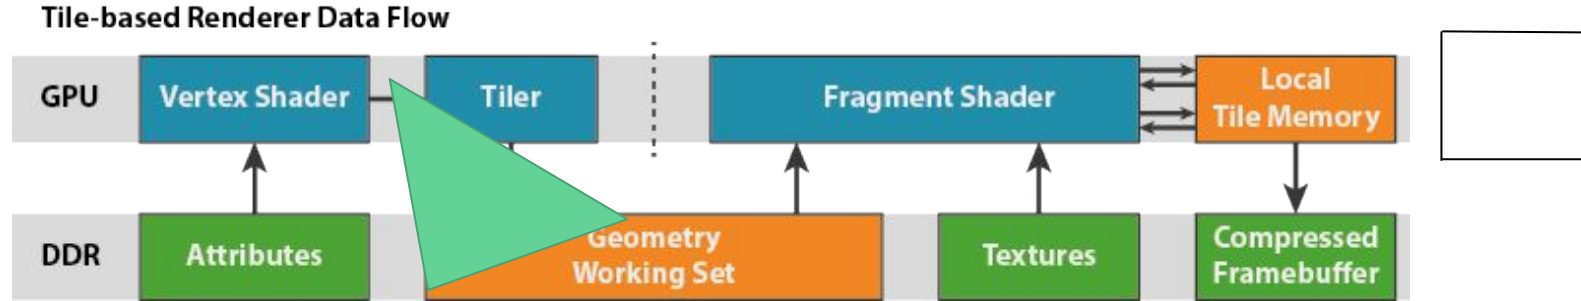 Tile-based Renderer Data Flow
GPU
Vertex Shader
Tiler
Fragment Shader
Local
Tile Memory
DDR
Attributes
Geometry
Working Set
Textures
Compressed
Framebuffer